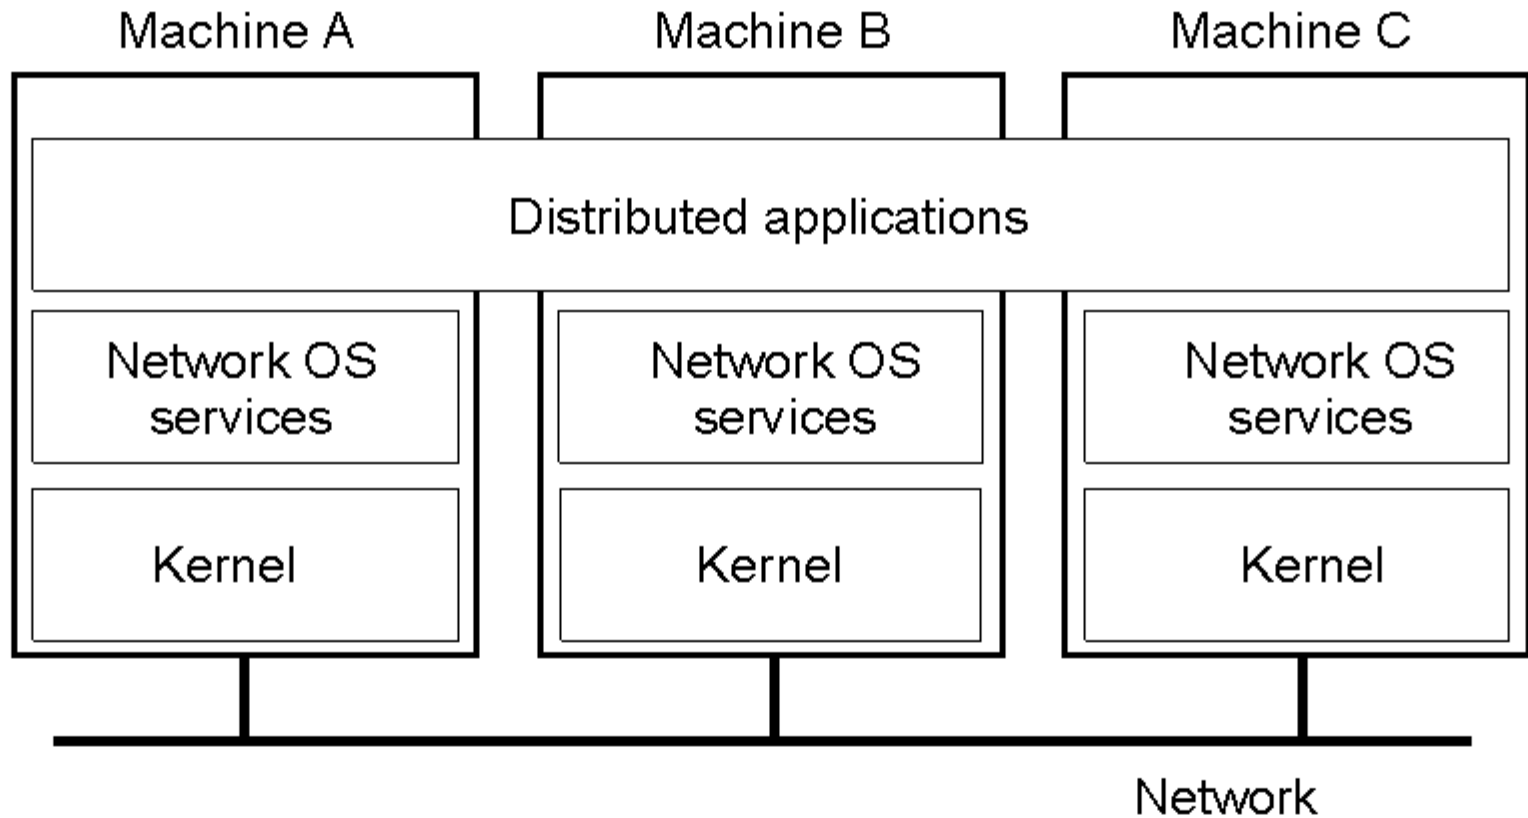 Machine A
Machine B
Machine C
Distributed applications
Network OS
services
Network OS
services
Network OS
services
Kernel
Kernel
Kernel
Network